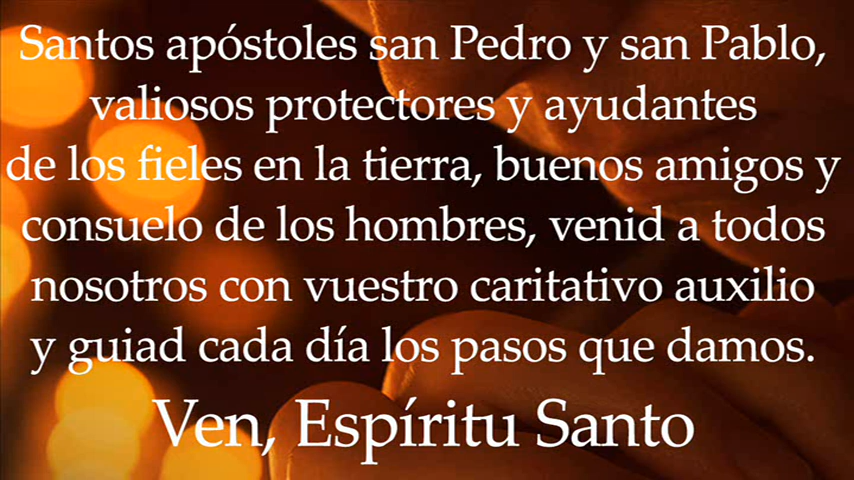 Santos apóstoles san Pedro y san Pablo,
valiosos protectores y ayudantes
de los fieles en la tierra, buenos amigos y
consuelo de los hombres, venid a todos
nosotros con vuestro caritativo auxilio
y guiad cada día los pasos que damos.
Ven, Espíritu Santo